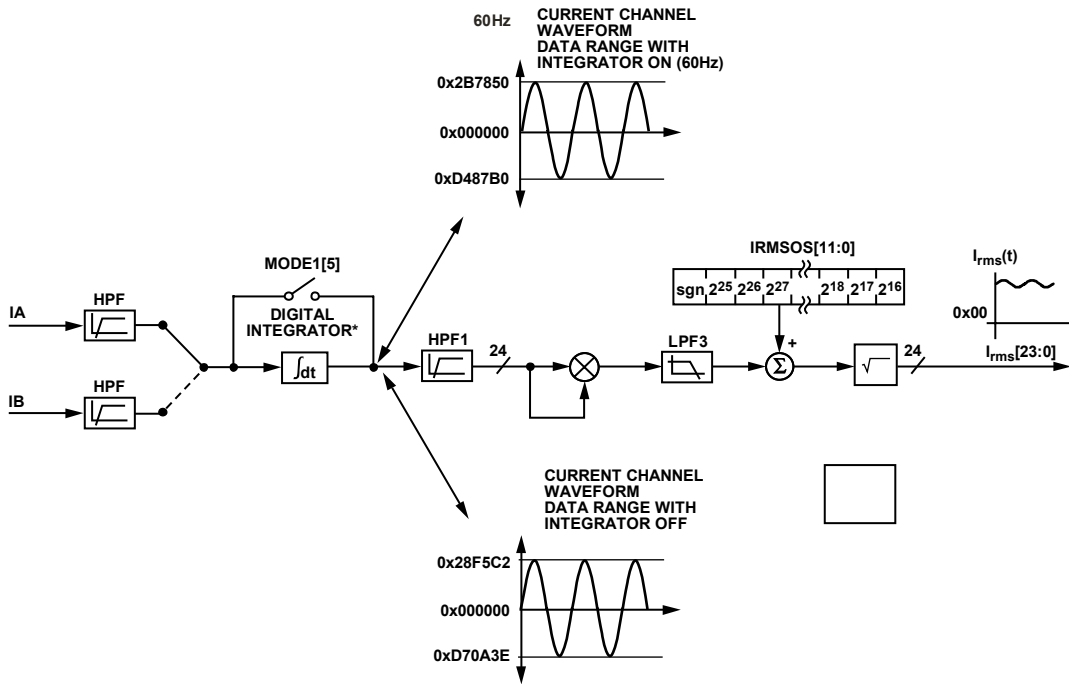 60Hz
CURRENT CHANNEL
WAVEFORM
DATA RANGE WITH
INTEGRATOR ON (60Hz)
0x2B7850
0x000000
0xD487B0
IRMSOS[11:0]
sgn 2²⁵ 2²⁶ 2²⁷ 2¹⁸ 2¹⁷ 2¹⁶
Irms(t)
0x00
MODE1[5]
DIGITAL
INTEGRATOR*
IA
HPF
∫dt
HPF1
24
LPF3
+
Σ
√
24
Irms[23:0]
IB
HPF
CURRENT CHANNEL
WAVEFORM
DATA RANGE WITH
INTEGRATOR OFF
0x28F5C2
0x000000
0xD70A3E